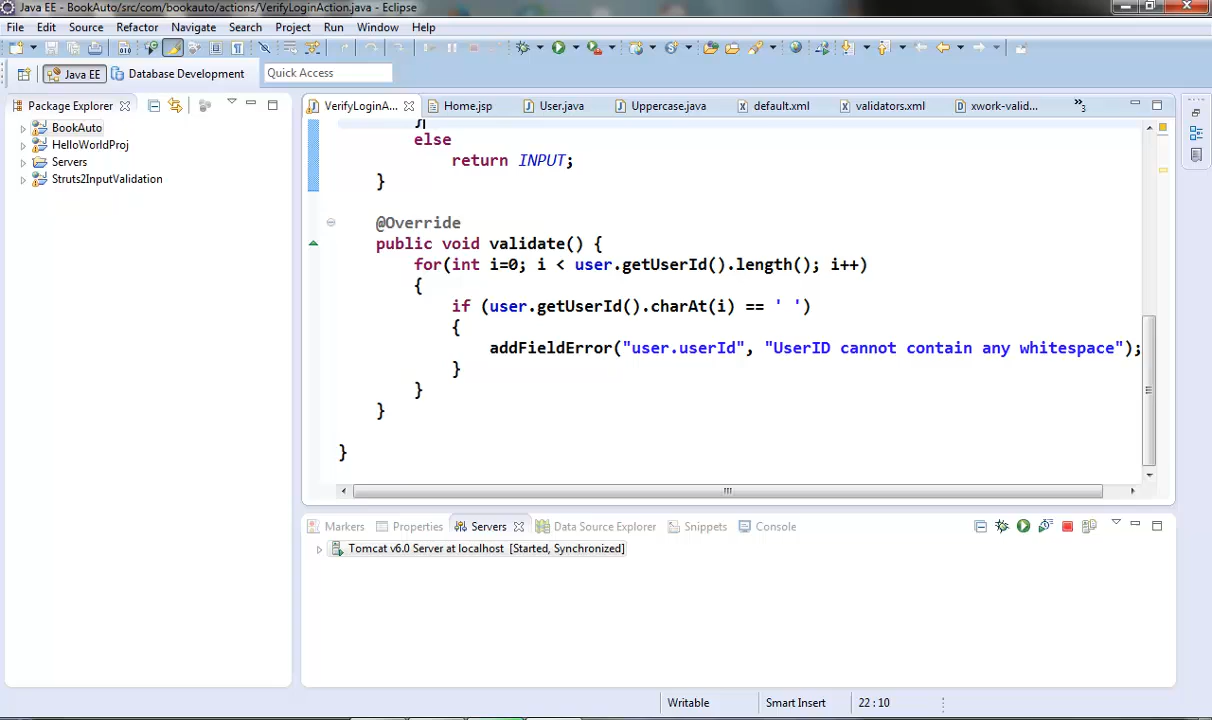 Java EE - BookAuto/src/com/bookauto/actions/VerifyLoginAction.java - Eclipse
File Edit Source Refactor Navigate Search Project Run Window Help
Java EE Database Development Quick Access
Package Explorer
VerifyLoginA... Home.jsp User.java Uppercase.java default.xml validators.xml xwork-valid... »3
BookAuto
HelloWorldProj
Servers
Struts2InputValidation
}
else
return INPUT;
}
@Override
public void validate() {
for(int i=0; i < user.getUserId().length(); i++)
{
if (user.getUserId().charAt(i) == ' ')
{
addFieldError("user.userId", "UserID cannot contain any whitespace");
}
}
}
}
Markers Properties Servers Data Source Explorer Snippets Console
Tomcat v6.0 Server at localhost [Started, Synchronized]
Writable Smart Insert 22 : 10